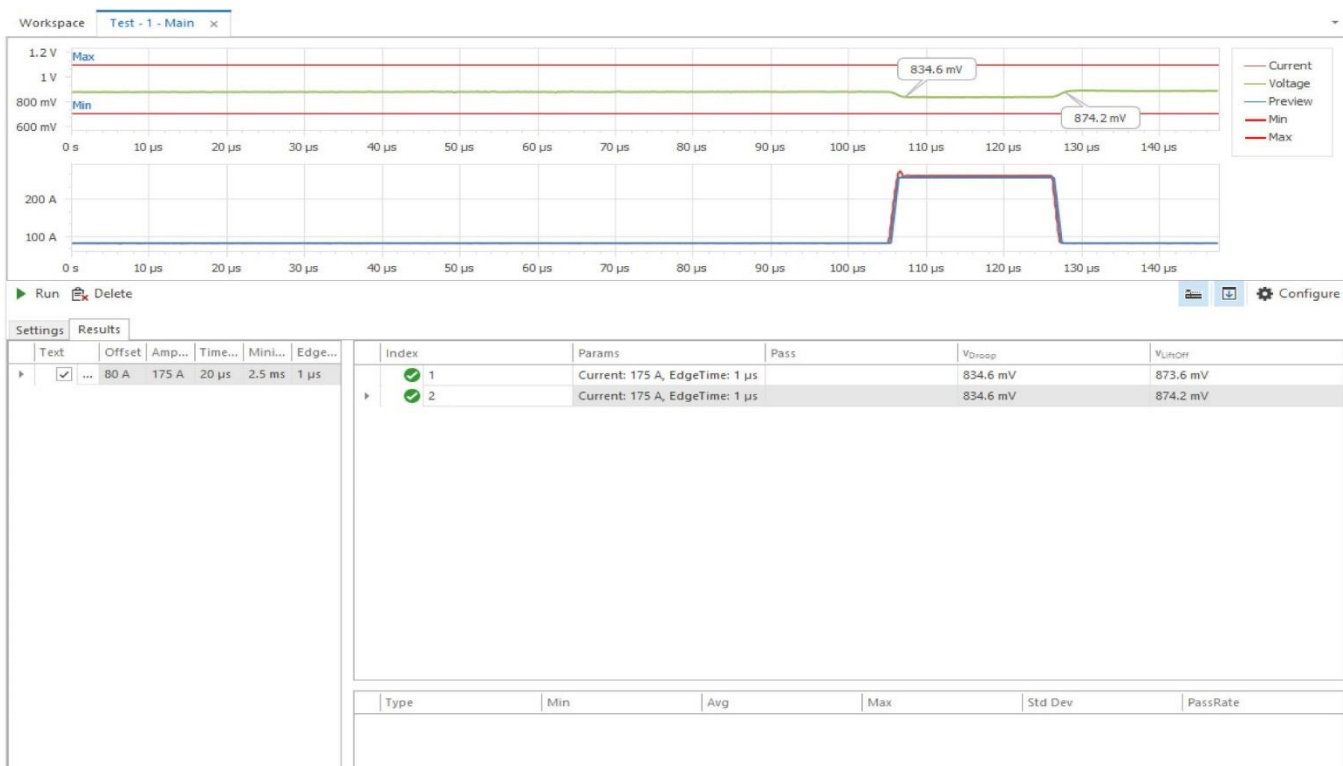 Workspace Test - 1 - Main ×
1.2 V
1 V
800 mV
600 mV
Max
Min
834.6 mV
874.2 mV
0 s 10 µs 20 µs 30 µs 40 µs 50 µs 60 µs 70 µs 80 µs 90 µs 100 µs 110 µs 120 µs 130 µs 140 µs
Current
Voltage
Preview
Min
Max
200 A
100 A
0 s 10 µs 20 µs 30 µs 40 µs 50 µs 60 µs 70 µs 80 µs 90 µs 100 µs 110 µs 120 µs 130 µs 140 µs
Run Delete Configure
Settings Results
Text Offset Amp... Time... Mini... Edge...
... 80 A 175 A 20 µs 2.5 ms 1 µs
Index Params Pass VDroop VLiftOff
1 Current: 175 A, EdgeTime: 1 µs 834.6 mV 873.6 mV
2 Current: 175 A, EdgeTime: 1 µs 834.6 mV 874.2 mV
Type Min Avg Max Std Dev PassRate